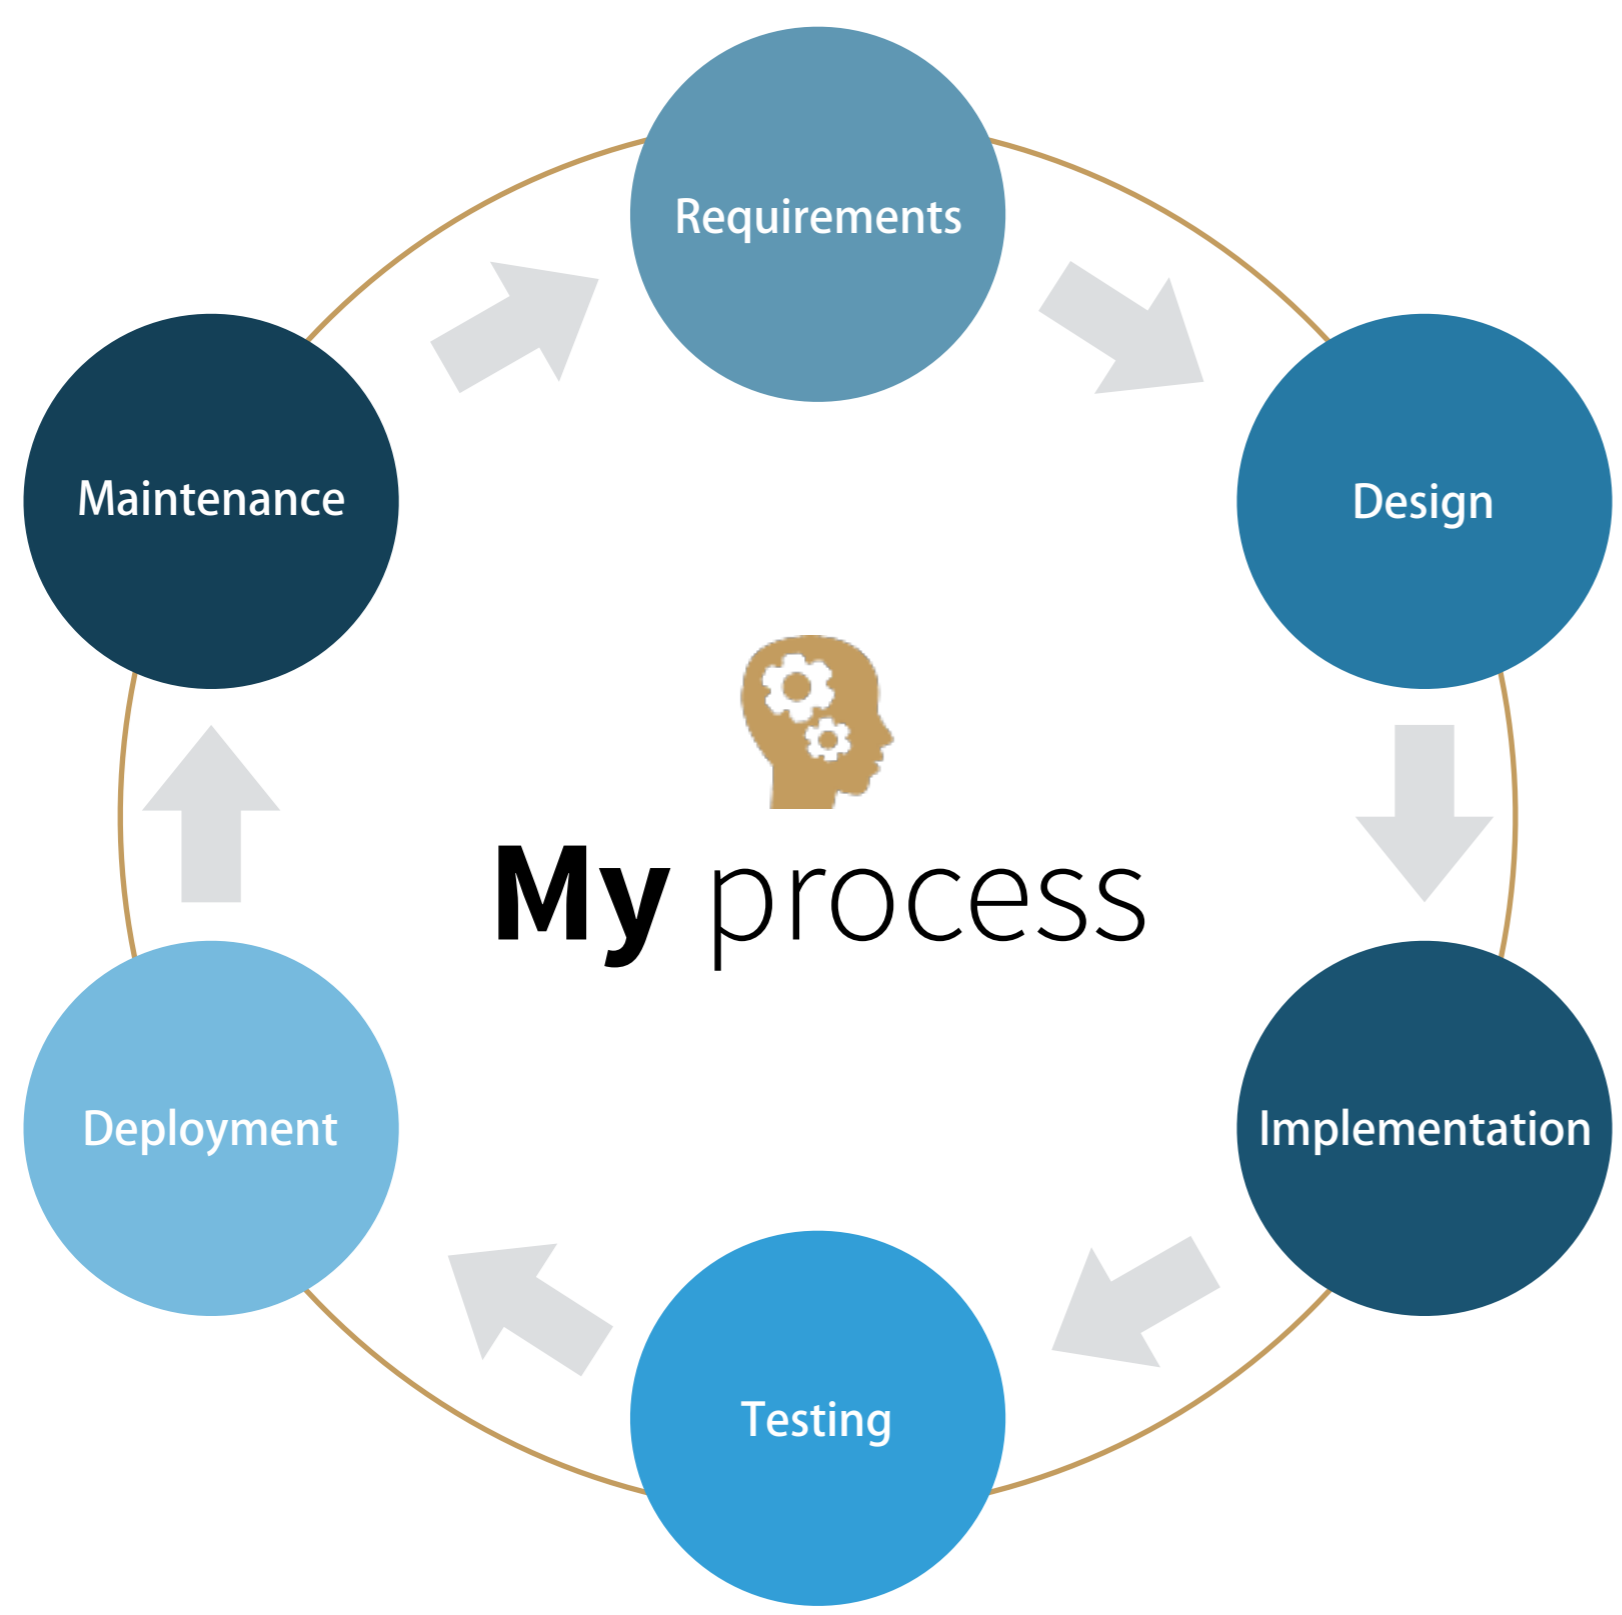 Requirements
Design
Implementation
Testing
Deployment
Maintenance
My process